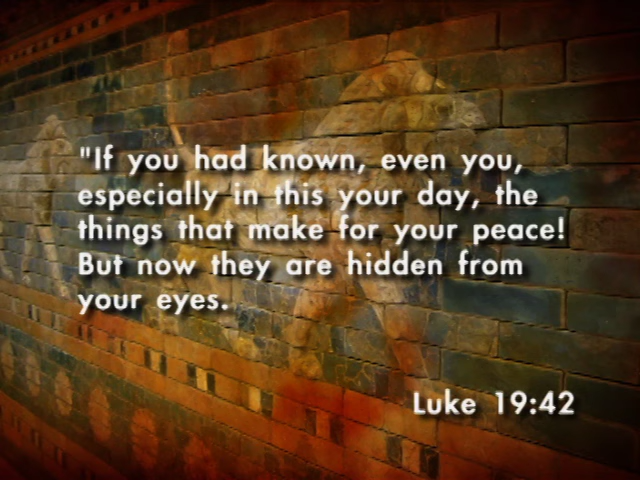 "If you had known, even you,
especially in this your day, the
things that make for your peace!
But now they are hidden from
your eyes.
Luke 19:42